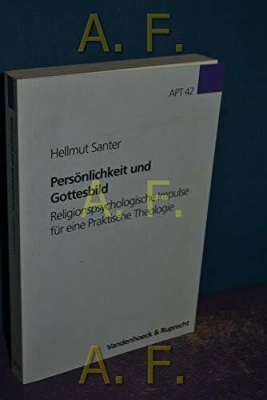 A. F.
APT 42
Hellmut Santer
Persönlichkeit und
Gottesbild
Religionspsychologische Impulse
für eine Praktische Theologie
A. F.
Vandenhoeck & Ruprecht
A. F.